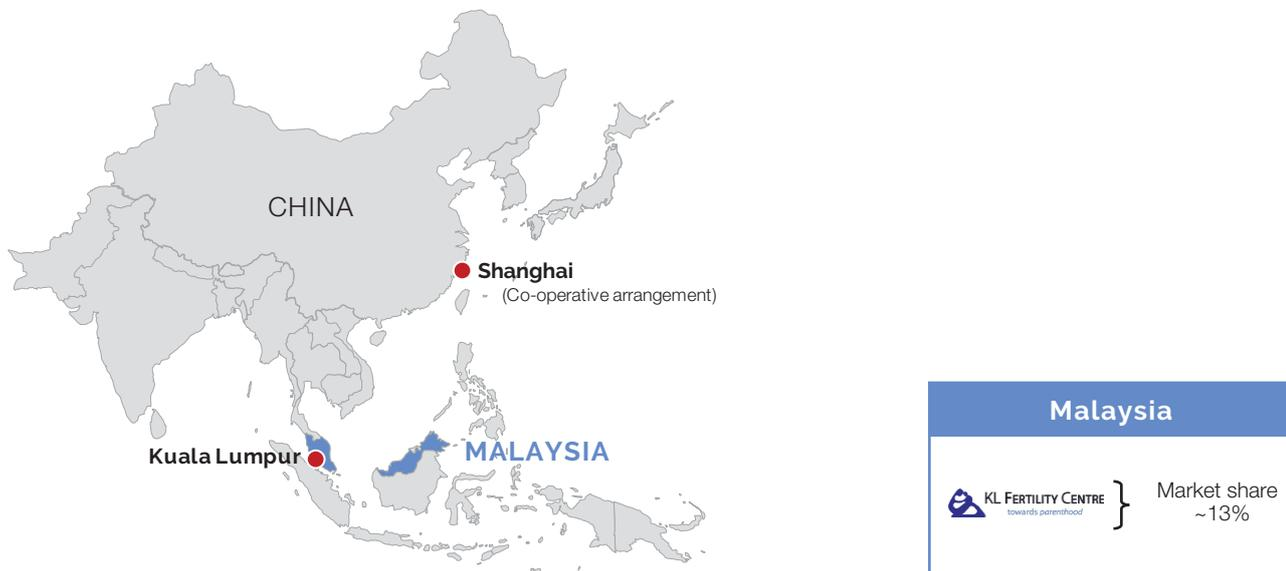 CHINA
Shanghai
(Co-operative arrangement)
Kuala Lumpur
MALAYSIA
Malaysia
KL FERTILITY CENTRE
towards parenthood
Market share
~13%